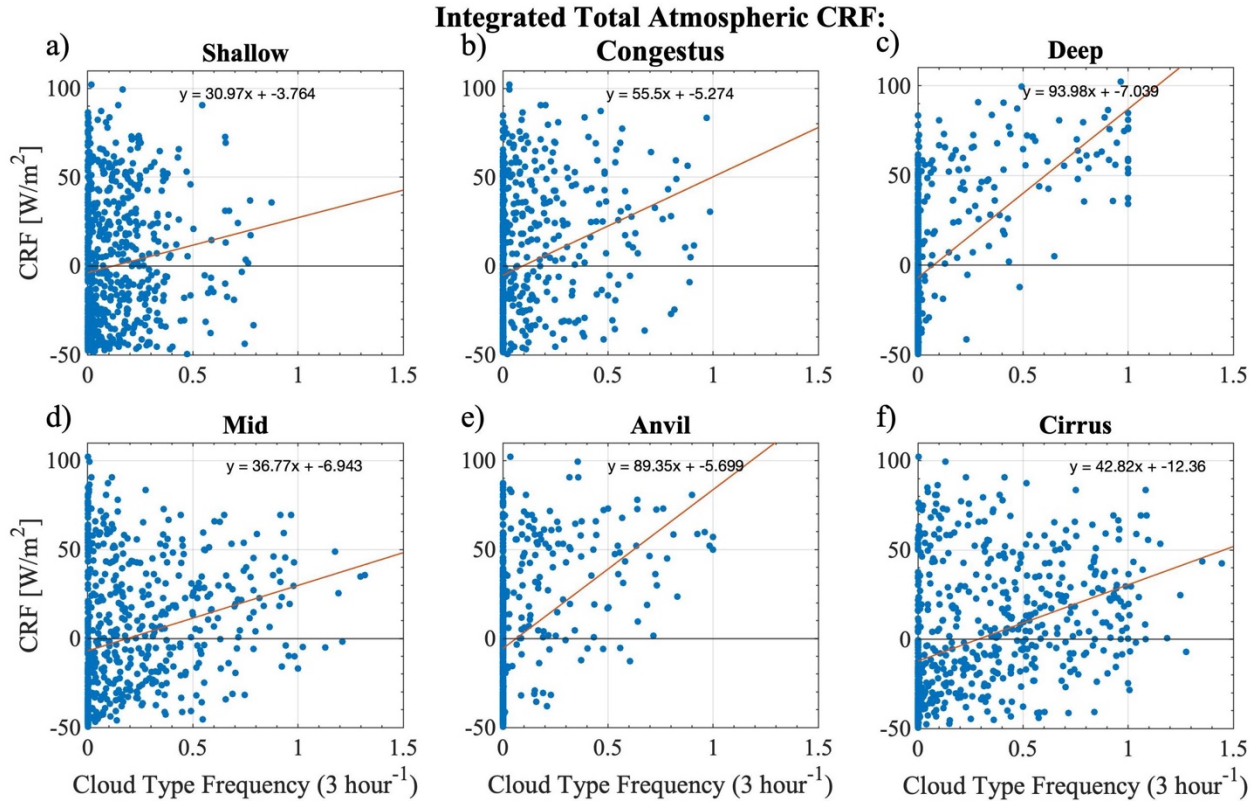 Integrated Total Atmospheric CRF:
a) Shallow
b) Congestus
c) Deep
y = 30.97x + -3.764
y = 55.5x + -5.274
y = 93.98x + -7.039
CRF [W/m²]
100
50
0
-50
0 0.5 1 1.5
100
50
0
-50
0 0.5 1 1.5
100
50
0
-50
0 0.5 1 1.5
d) Mid
e) Anvil
f) Cirrus
y = 36.77x + -6.943
y = 89.35x + -5.699
y = 42.82x + -12.36
CRF [W/m²]
100
50
0
-50
0 0.5 1 1.5
100
50
0
-50
0 0.5 1 1.5
100
50
0
-50
0 0.5 1 1.5
Cloud Type Frequency (3 hour⁻¹)
Cloud Type Frequency (3 hour⁻¹)
Cloud Type Frequency (3 hour⁻¹)